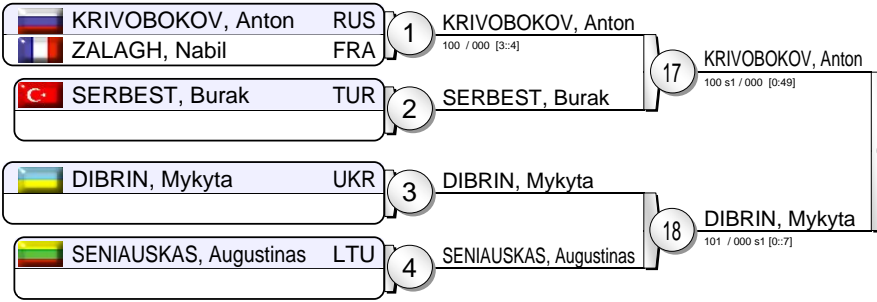 KRIVOBOKOV, Anton RUS
ZALAGH, Nabil FRA
1
KRIVOBOKOV, Anton
100 / 000 [3::4]
SERBEST, Burak TUR
2
SERBEST, Burak
17
KRIVOBOKOV, Anton
100 s1 / 000 [0:49]
DIBRIN, Mykyta UKR
3
DIBRIN, Mykyta
SENIAUSKAS, Augustinas LTU
4
SENIAUSKAS, Augustinas
18
DIBRIN, Mykyta
101 / 000 s1 [0::7]